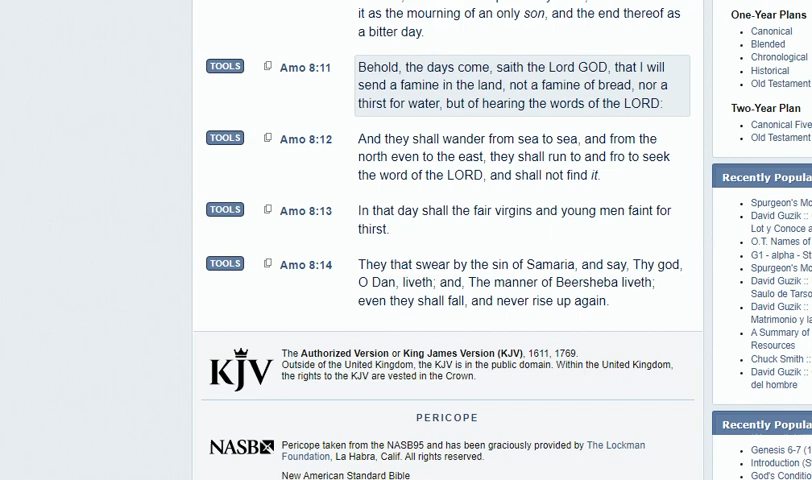 it as the mourning of an only son, and the end thereof as
a bitter day.
TOOLS Amo 8:11 Behold, the days come, saith the Lord GOD, that I will
send a famine in the land, not a famine of bread, nor a
thirst for water, but of hearing the words of the LORD:
TOOLS Amo 8:12 And they shall wander from sea to sea, and from the
north even to the east, they shall run to and fro to seek
the word of the LORD, and shall not find it.
TOOLS Amo 8:13 In that day shall the fair virgins and young men faint for
thirst.
TOOLS Amo 8:14 They that swear by the sin of Samaria, and say, Thy god,
O Dan, liveth; and, The manner of Beersheba liveth;
even they shall fall, and never rise up again.
KJV
The Authorized Version or King James Version (KJV), 1611, 1769.
Outside of the United Kingdom, the KJV is in the public domain. Within the United Kingdom,
the rights to the KJV are vested in the Crown.
PERICOPE
NASB
Pericope taken from the NASB95 and has been graciously provided by The Lockman
Foundation, La Habra, Calif. All rights reserved.
New American Standard Bible
One-Year Plans
Canonical
Blended
Chronological
Historical
Old Testament
Two-Year Plan
Canonical Five
Old Testament
Recently Popula
Spurgeon's Mo
David Guzik ::
Lot y Conoce a
O.T. Names of
G1 - alpha - St
Spurgeon's Mo
David Guzik ::
Saulo de Tarso
David Guzik ::
Matrimonio y la
A Summary of
Resources
Chuck Smith ::
David Guzik ::
del hombre
Recently Popula
Genesis 6-7 (1
Introduction (S
God's Condition